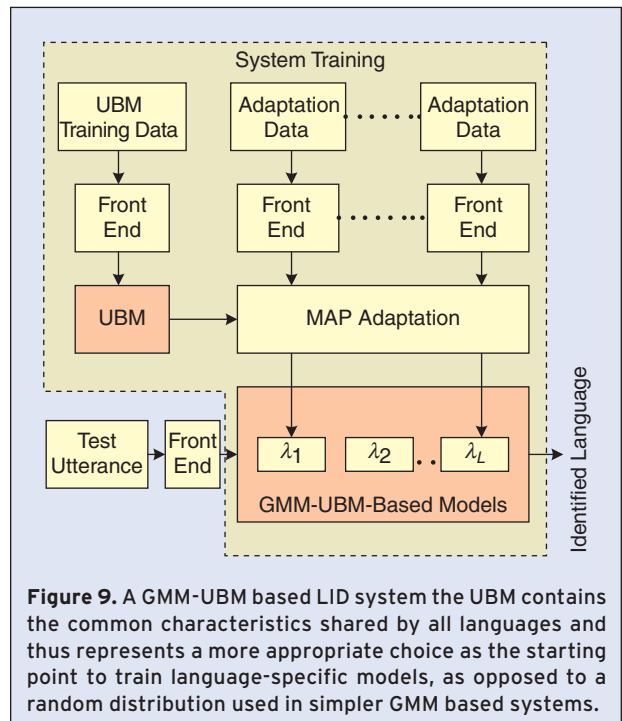 System Training
UBM
Training Data
Adaptation
Data
Adaptation
Data
Front
End
Front
End
Front
End
UBM
MAP Adaptation
Test
Utterance
Front
End
λ1
λ2
λL
GMM-UBM-Based Models
Identified Language
Figure 9. A GMM-UBM based LID system the UBM contains
the common characteristics shared by all languages and
thus represents a more appropriate choice as the starting
point to train language-specific models, as opposed to a
random distribution used in simpler GMM based systems.